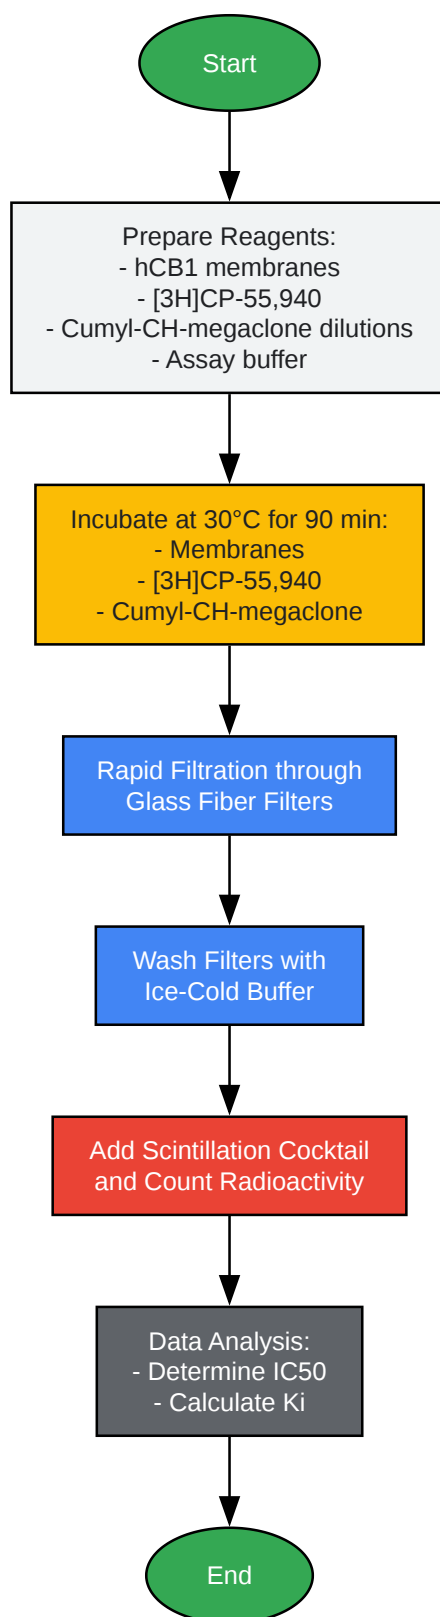 Start
Prepare Reagents:
- hCB1 membranes
- [3H]CP-55,940
- Cumyl-CH-megaclone dilutions
- Assay buffer
Incubate at 30°C for 90 min:
- Membranes
- [3H]CP-55,940
- Cumyl-CH-megaclone
Rapid Filtration through
Glass Fiber Filters
Wash Filters with
Ice-Cold Buffer
Add Scintillation Cocktail
and Count Radioactivity
Data Analysis:
- Determine IC50
- Calculate Ki
End